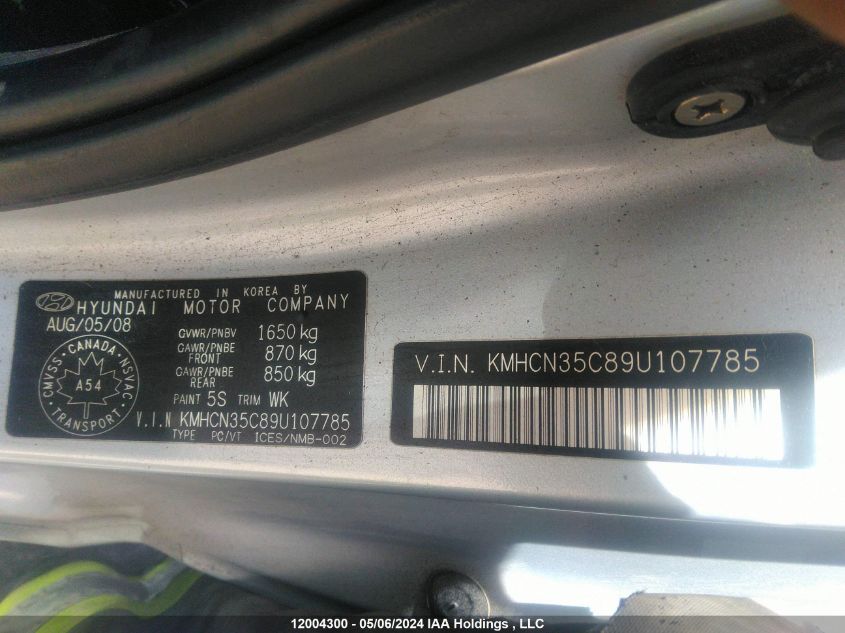 MANUFACTURED IN KOREA BY
HYUNDAI MOTOR COMPANY
AUG/05/08
GVWR/PNBV 1650 kg
GAWR/PNBE FRONT 870 kg
GAWR/PNBE REAR 850 kg
CANADA
CMVSS
NSVAC
A54
TRANSPORT
PAINT 5S TRIM WK
V.I.N KMHCN35C89U107785
TYPE PC/VT ICES/NMB-002
V.I.N. KMHCN35C89U107785
12004300 - 05/06/2024 IAA Holdings , LLC